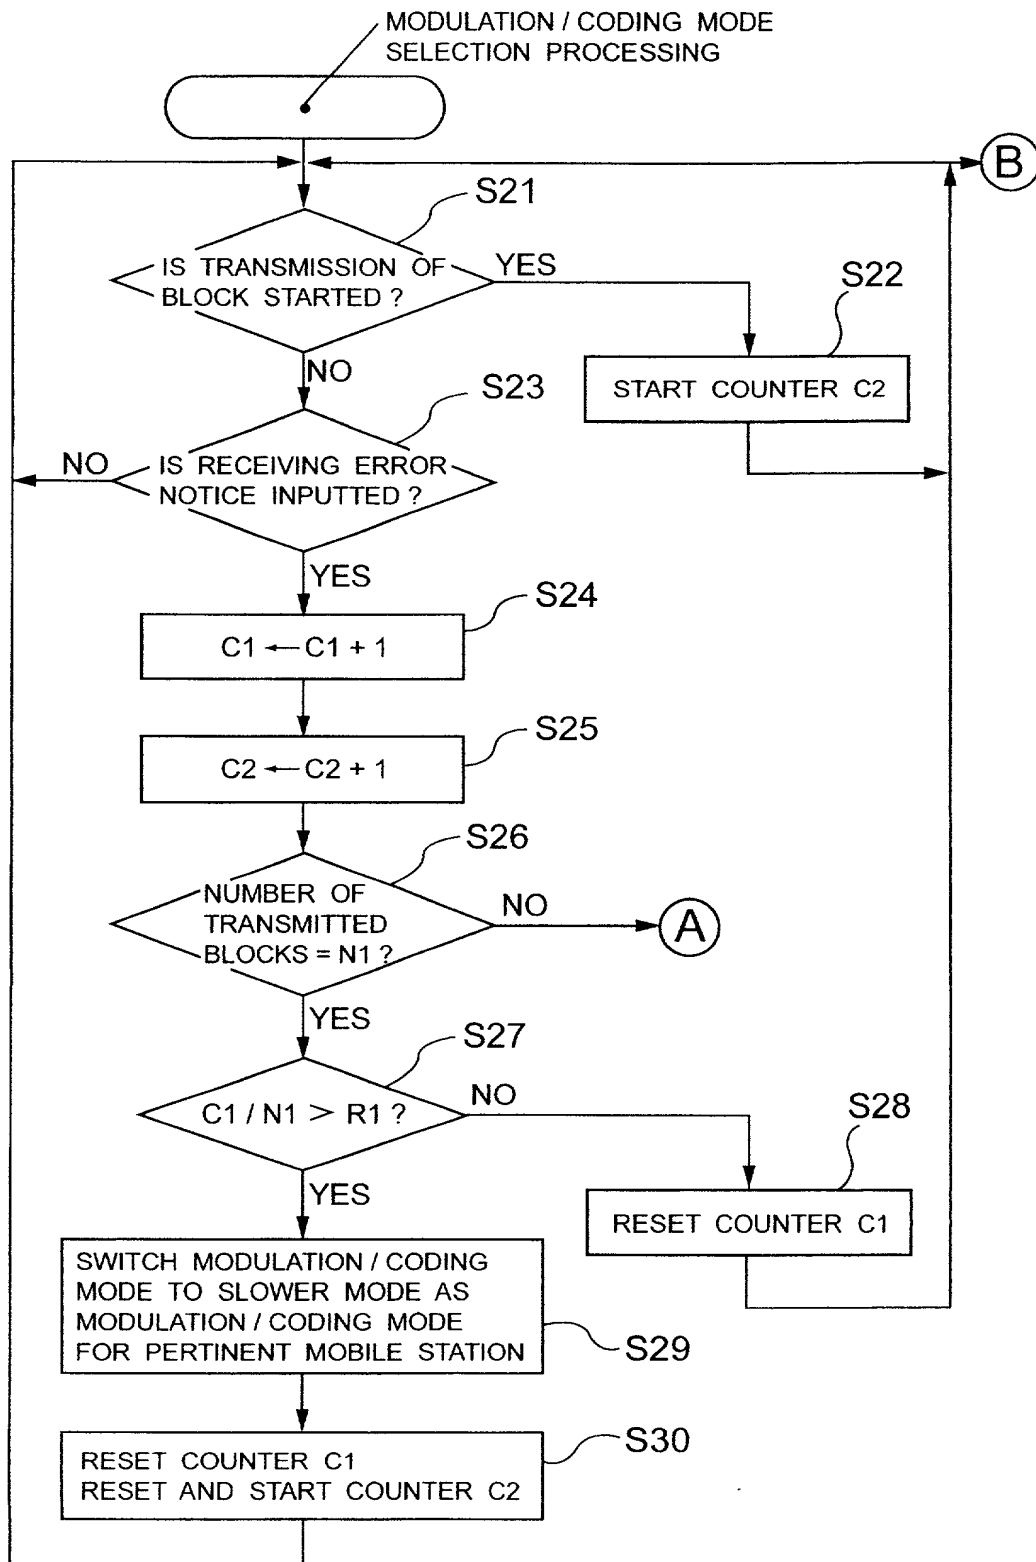 MODULATION / CODING MODE
SELECTION PROCESSING
B
S21
IS TRANSMISSION OF
BLOCK STARTED ?
YES
S22
START COUNTER C2
NO
S23
IS RECEIVING ERROR
NOTICE INPUTTED ?
NO
YES
S24
C1 ← C1 + 1
S25
C2 ← C2 + 1
S26
NUMBER OF
TRANSMITTED
BLOCKS = N1 ?
NO
A
YES
S27
C1 / N1 > R1 ?
NO
S28
RESET COUNTER C1
YES
SWITCH MODULATION / CODING
MODE TO SLOWER MODE AS
MODULATION / CODING MODE
FOR PERTINENT MOBILE STATION
S29
S30
RESET COUNTER C1
RESET AND START COUNTER C2